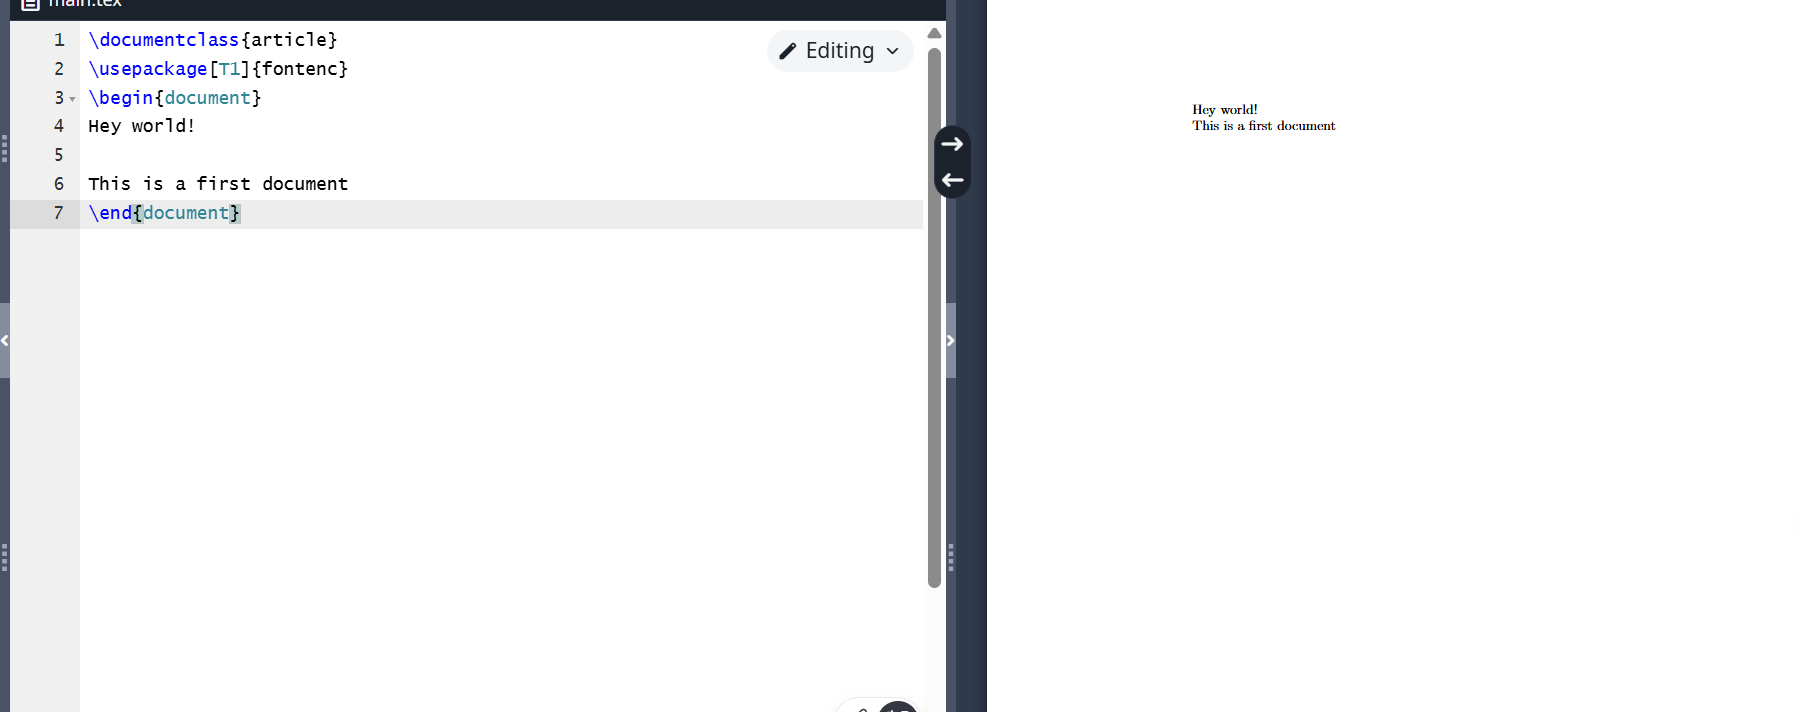 main.tex
1 \documentclass{article}
2 \usepackage[T1]{fontenc}
3 \begin{document}
4 Hey world!
5
6 This is a first document
7 \end{document}
Editing
Hey world!
This is a first document